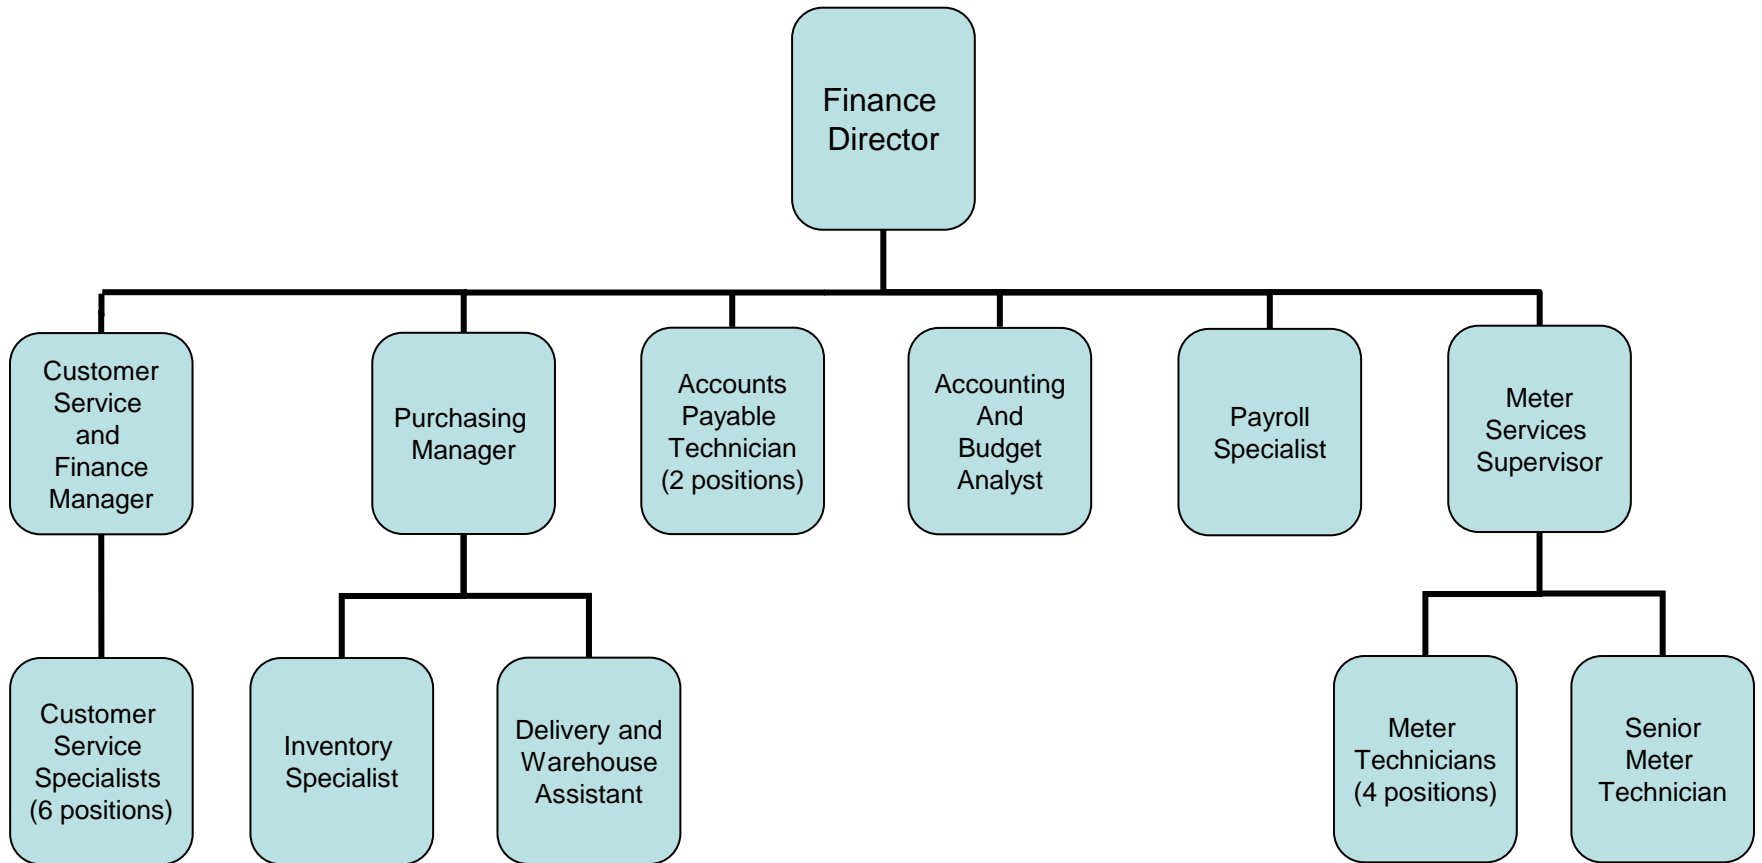 Finance
Director
Customer
Service
and
Finance
Manager
Purchasing
Manager
Accounts
Payable
Technician
(2 positions)
Accounting
And
Budget
Analyst
Payroll
Specialist
Meter
Services
Supervisor
Customer
Service
Specialists
(6 positions)
Inventory
Specialist
Delivery and
Warehouse
Assistant
Meter
Technicians
(4 positions)
Senior
Meter
Technician